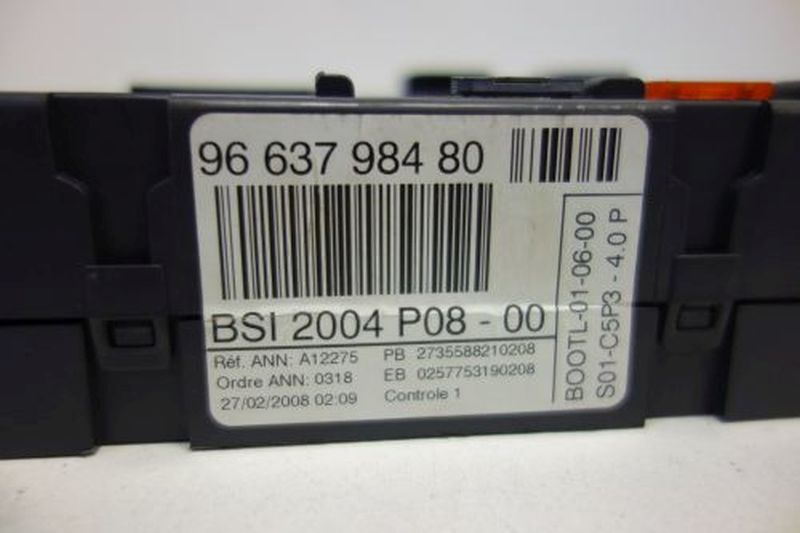 96 637 984 80
BSI 2004 P08 - 00
Réf. ANN: A12275 PB 2735588210208
Ordre ANN: 0318 EB 0257753190208
27/02/2008 02:09 Controle 1
BOOTL-01-06-00
S01-C5P3 - 4.0 P